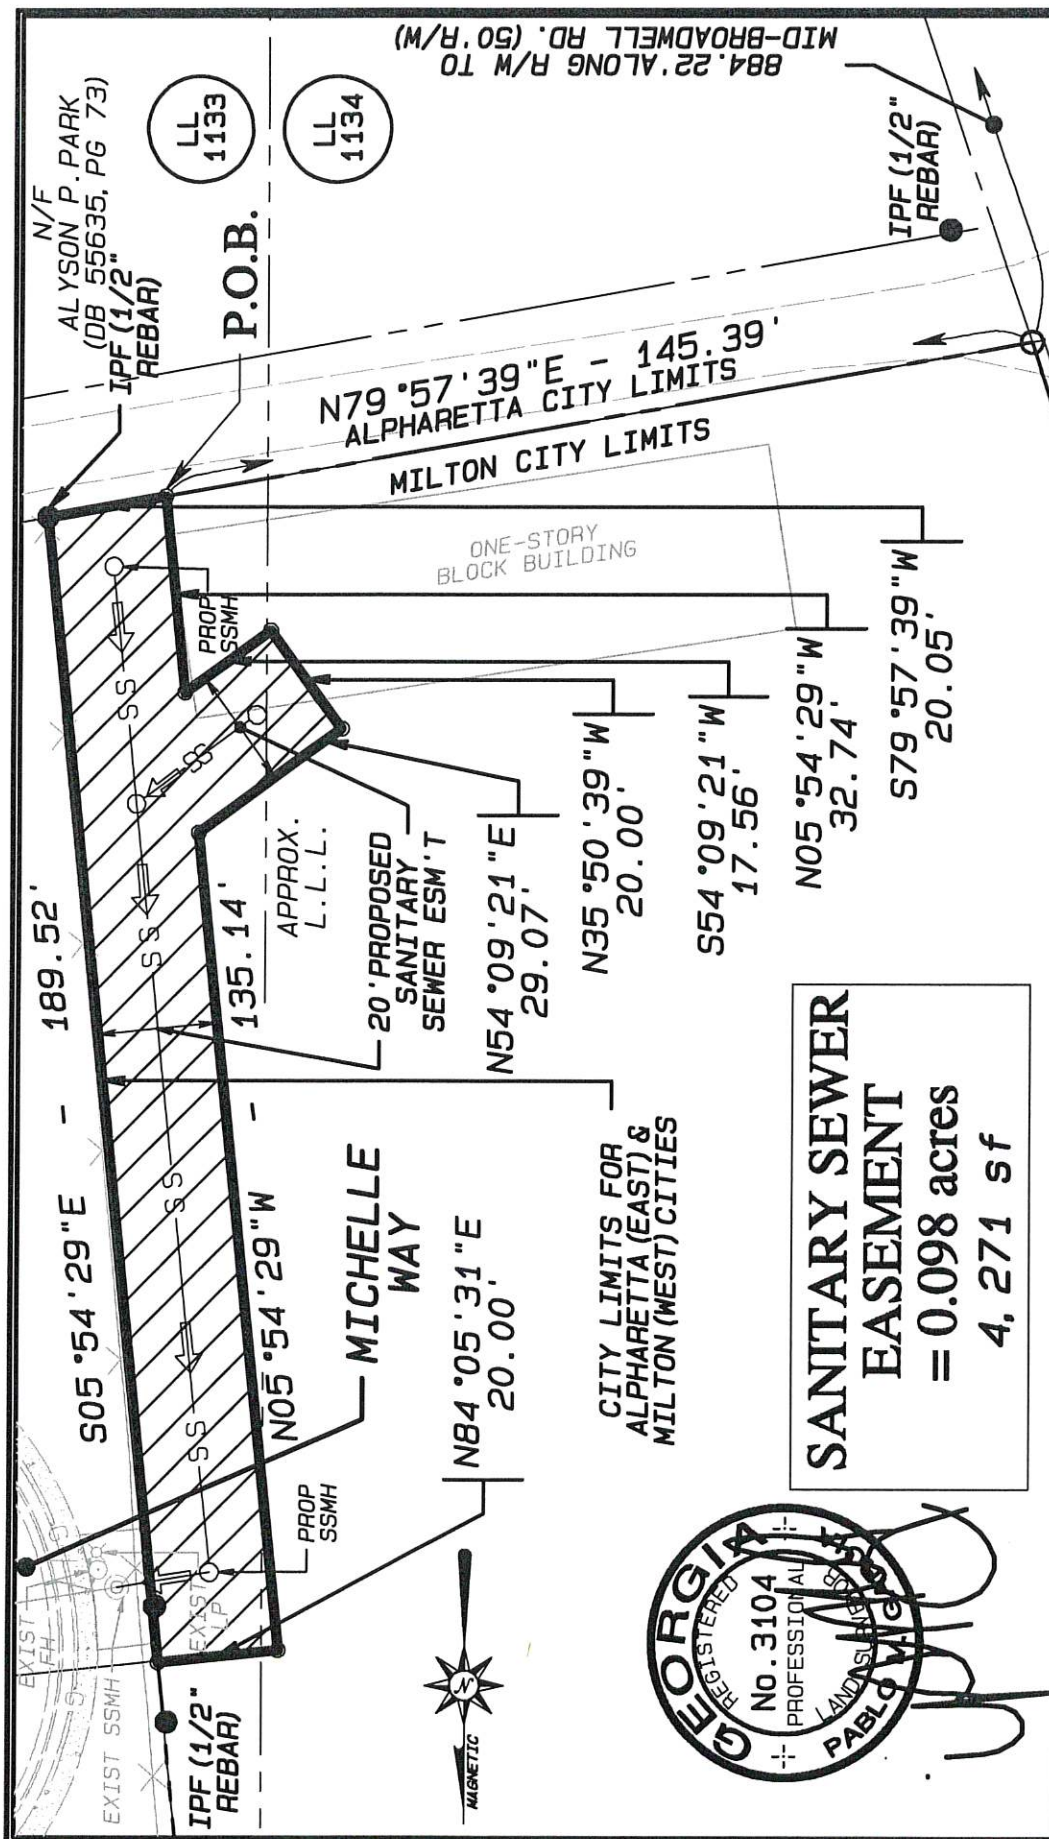 N/F
ALYSON P. PARK
(DB 55635, PG 73)
IPF (1/2"
REBAR)
P.O.B.
LL
1133
LL
1134
884.22' ALONG R/W TO
MID-BROADWELL RD. (50'R/W)
IPF (1/2"
REBAR)
N79°57'39"E - 145.39'
ALPHARETTA CITY LIMITS
MILTON CITY LIMITS
ONE-STORY
BLOCK BUILDING
S05°54'29"E - 189.52'
PROP
SSMH
SS
SS
SS
SS
SS
N05°54'29"W - 135.14'
APPROX.
L.L.L.
20'PROPOSED
SANITARY
SEWER ESM'T
S79°57'39"W
20.05'
N05°54'29"W
32.74'
S54°09'21"W
17.56'
N35°50'39"W
20.00'
N54°09'21"E
29.07'
MICHELLE
WAY
N84°05'31"E
20.00'
CITY LIMITS FOR
ALPHARETTA (EAST) &
MILTON (WEST) CITIES
PROP
SSMH
EXIST
FH
EXIST
LP
EXIST SSMH
IPF (1/2"
REBAR)
N
MAGNETIC
SANITARY SEWER
EASEMENT
= 0.098 acres
4,271 sf
GEORGIA
REGISTERED
No.3104
PROFESSIONAL
LAND SURVEYOR
PABLO M.